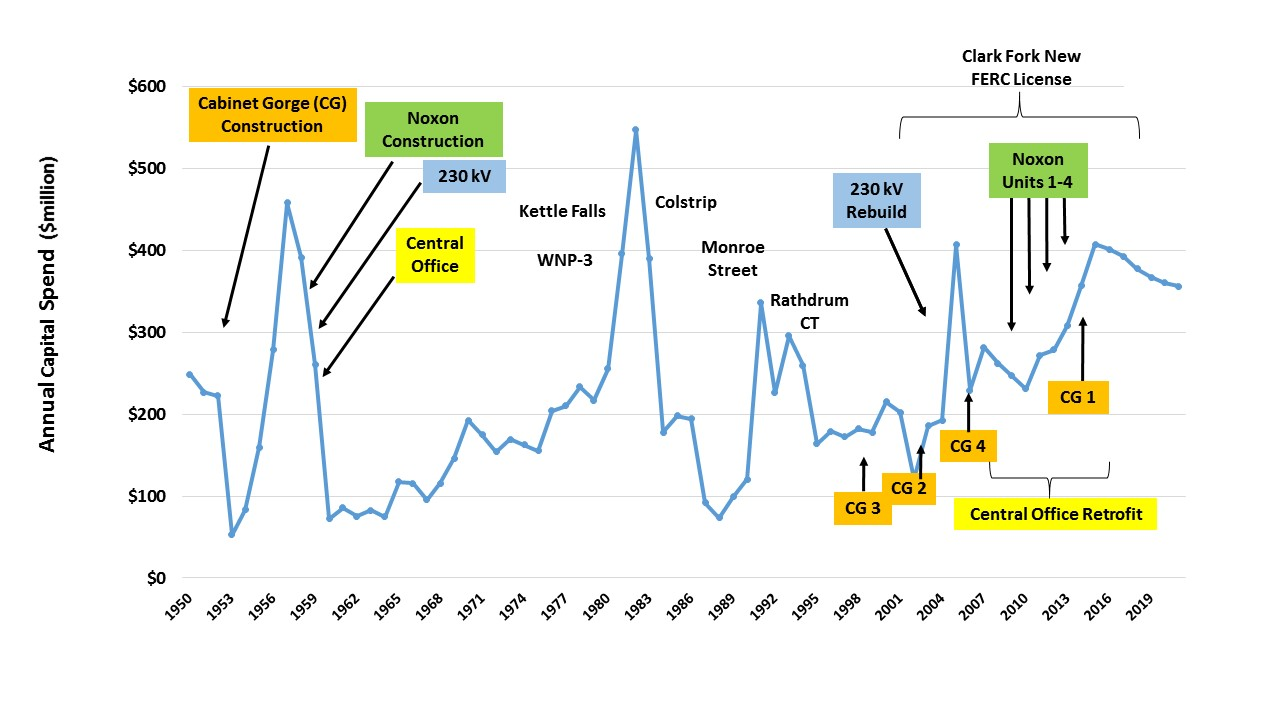 Clark Fork New
FERC License
$600
Cabinet Gorge (CG)
Construction
Noxon
Construction
230 kV
Central
Office
Kettle Falls
WNP-3
Colstrip
Monroe
Street
Rathdrum
CT
230 kV
Rebuild
Noxon
Units 1-4
$500
$400
$300
$200
$100
$0
CG 1
CG 4
CG 2
CG 3
Central Office Retrofit
Annual Capital Spend ($million)
1950
1953
1956
1959
1962
1965
1968
1971
1974
1977
1980
1983
1986
1989
1992
1995
1998
2001
2004
2007
2010
2013
2016
2019